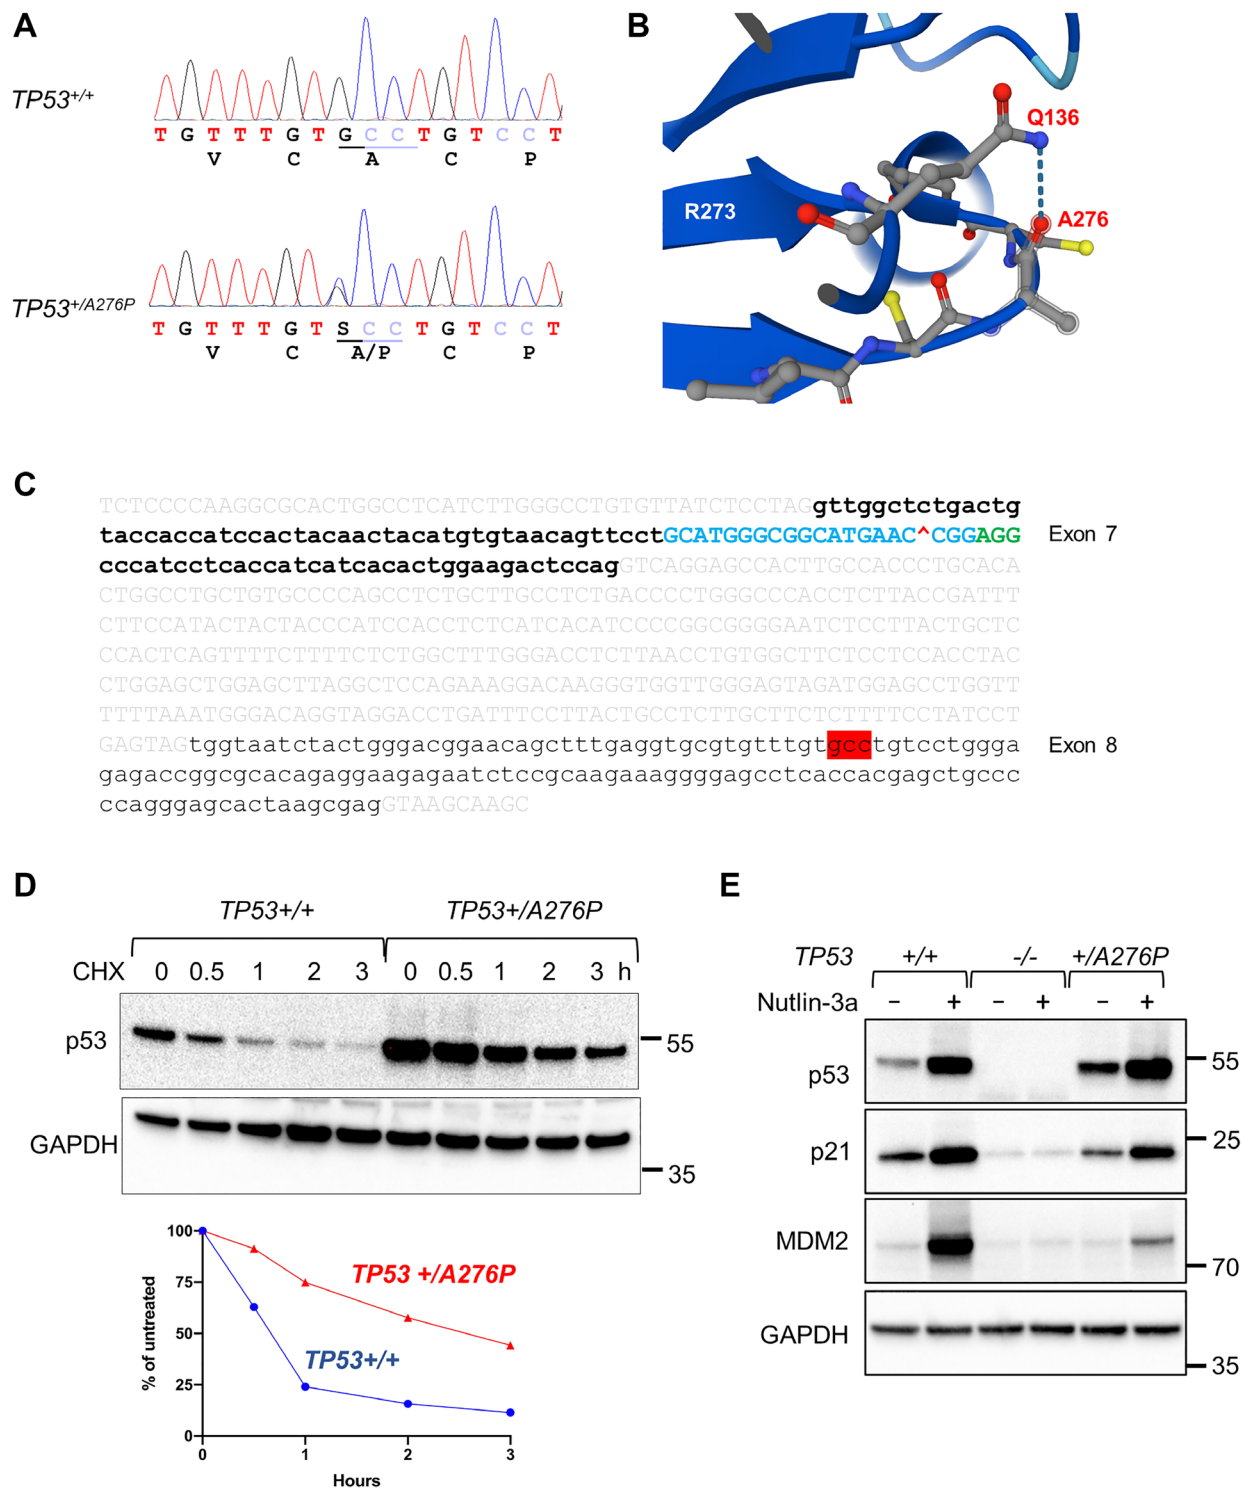 A
TP53+/+
T G T T T G T G C C T G T C C T
V C A C P
TP53+/A276P
T G T T T G T S C C T G T C C T
V C A/P C P
B
Q136
R273
A276
C
TCTCCCCAAGGCGCACTGGCCTCATCTTGGGCCTGTGTTATCTCCTAGgttggctctgactg
taccaccatccactacaactacatgtgtaacagttcctGCATGGGCGGCATGAAC^CGGAGG Exon 7
cccatcctcaccatcatcacactggaagactccagGTCAGGAGCCACTTGCCACCCTGCACA
CTGGCCTGCTGTGCCCCAGCCTCTGCTTGCCTCTGACCCCTGGGCCCACCTCTTACCGATTT
CTTCCATACTACTACCCATCCACCTCTCATCACATCCCCGGCGGGGAATCTCCTTACTGCTC
CCACTCAGTTTTCTTTTCTCTGGCTTTGGGACCTCTTAACCTGTGGCTTCTCCTCCACCTAC
CTGGAGCTGGAGCTTAGGCTCCAGAAAGGACAAGGGTGGTTGGGAGTAGATGGAGCCTGGTT
TTTTAAATGGGACAGGTAGGACCTGATTTCCTTACTGCCTCTTGCTTCTCTTTTCCTATCCT
GAGTAGtggtaatctactgggacggaacagctttgaggtgcgtgtttgtgcctgtcctggga Exon 8
gagaccggcgcacagaggaagagaatctccgcaagaaaggggagcctcaccacgagctgccc
ccagggagcactaagcgagGTAAGCAAGC
D
TP53+/+ TP53+/A276P
CHX 0 0.5 1 2 3 0 0.5 1 2 3 h
p53 55
GAPDH
35
100
75
50
25
0
% of untreated
TP53 +/A276P
TP53+/+
0 1 2 3
Hours
E
TP53 +/+ -/- +/A276P
Nutlin-3a − + − + − +
p53 55
p21 25
MDM2
70
GAPDH
35